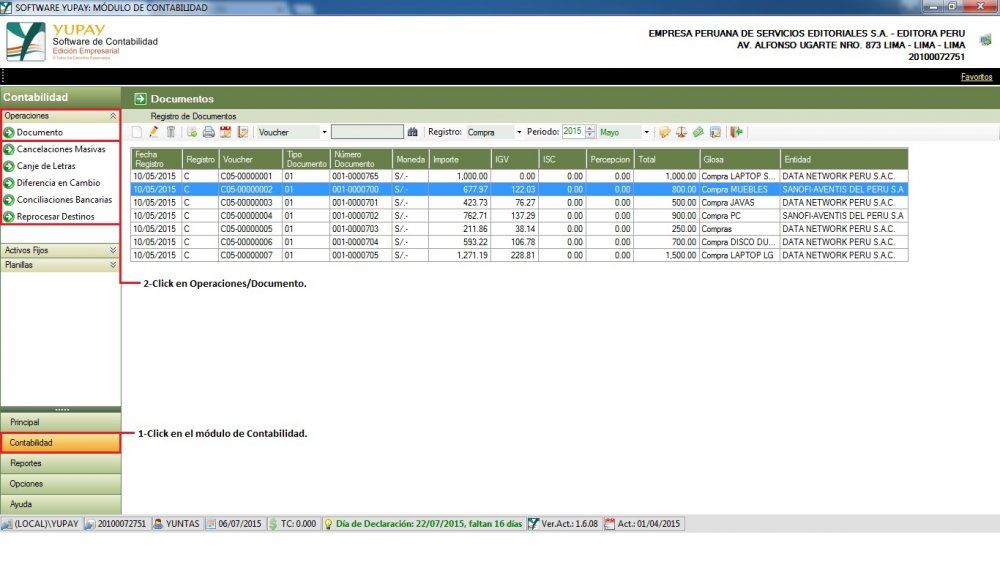 SOFTWARE YUPAY: MÓDULO DE CONTABILIDAD
YUPAY
Software de Contabilidad
Edición Empresarial
© Todos los Derechos Reservados
EMPRESA PERUANA DE SERVICIOS EDITORIALES S.A. - EDITORA PERU
AV. ALFONSO UGARTE NRO. 873 LIMA - LIMA - LIMA
20100072751
Favoritos
Contabilidad
Operaciones
Documento
Cancelaciones Masivas
Canje de Letras
Diferencia en Cambio
Conciliaciones Bancarias
Reprocesar Destinos
Activos Fijos
Planillas
Documentos
Registro de Documentos
Voucher Registro: Compra Periodo: 2015 Mayo
Fecha Registro Registro Voucher Tipo Documento Número Documento Moneda Importe IGV ISC Percepcion Total Glosa Entidad
10/05/2015 C C05-00000001 01 001-0000765 S/.- 1,000.00 0.00 0.00 0.00 1,000.00 Compra LAPTOP S... DATA NETWORK PERU S.A.C.
10/05/2015 C C05-00000002 01 001-0000700 S/.- 677.97 122.03 0.00 0.00 800.00 Compra MUEBLES SANOFI-AVENTIS DEL PERU S.A
10/05/2015 C C05-00000003 01 001-0000701 S/.- 423.73 76.27 0.00 0.00 500.00 Compra JAVAS DATA NETWORK PERU S.A.C.
10/05/2015 C C05-00000004 01 001-0000702 S/.- 762.71 137.29 0.00 0.00 900.00 Compra PC SANOFI-AVENTIS DEL PERU S.A
10/05/2015 C C05-00000005 01 001-0000703 S/.- 211.86 38.14 0.00 0.00 250.00 Compras DATA NETWORK PERU S.A.C.
10/05/2015 C C05-00000006 01 001-0000704 S/.- 593.22 106.78 0.00 0.00 700.00 Compra DISCO DU... DATA NETWORK PERU S.A.C.
10/05/2015 C C05-00000007 01 001-0000705 S/.- 1,271.19 228.81 0.00 0.00 1,500.00 Compra LAPTOP LG DATA NETWORK PERU S.A.C.
2-Click en Operaciones/Documento.
1-Click en el módulo de Contabilidad.
Principal
Contabilidad
Reportes
Opciones
Ayuda
(LOCAL)\YUPAY 20100072751 YUNTAS 06/07/2015 TC: 0.000 Día de Declaración: 22/07/2015, faltan 16 días Ver.Act.: 1.6.08 Act.: 01/04/2015